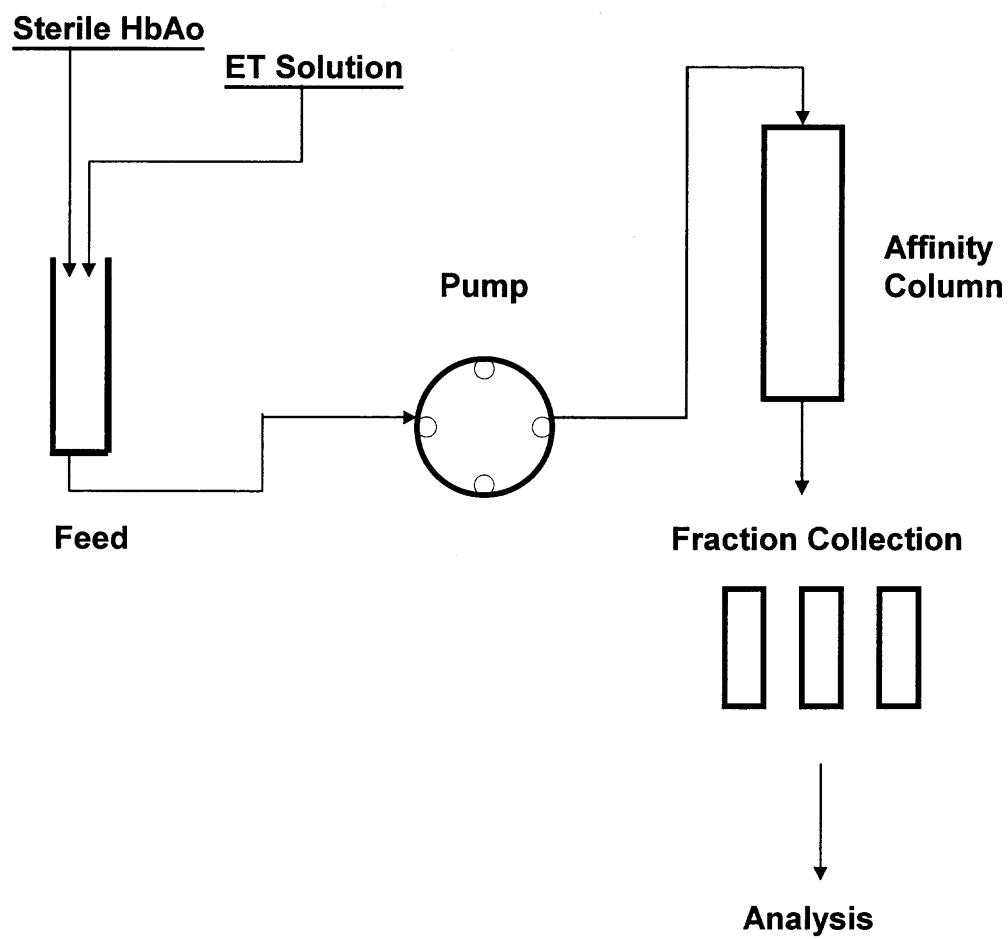 Sterile HbAo
ET Solution
Pump
Affinity
Column
Feed
Fraction Collection
Analysis